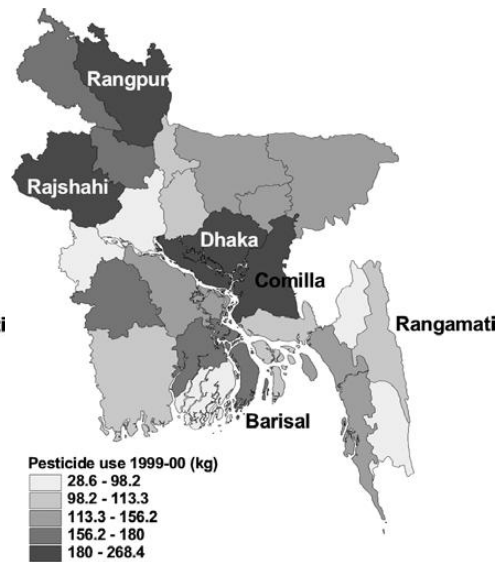 Rangpur
Rajshahi
Dhaka
Comilla
ti
Rangamati
Barisal
Pesticide use 1999-00 (kg)
28.6 - 98.2
98.2 - 113.3
113.3 - 156.2
156.2 - 180
180 - 268.4